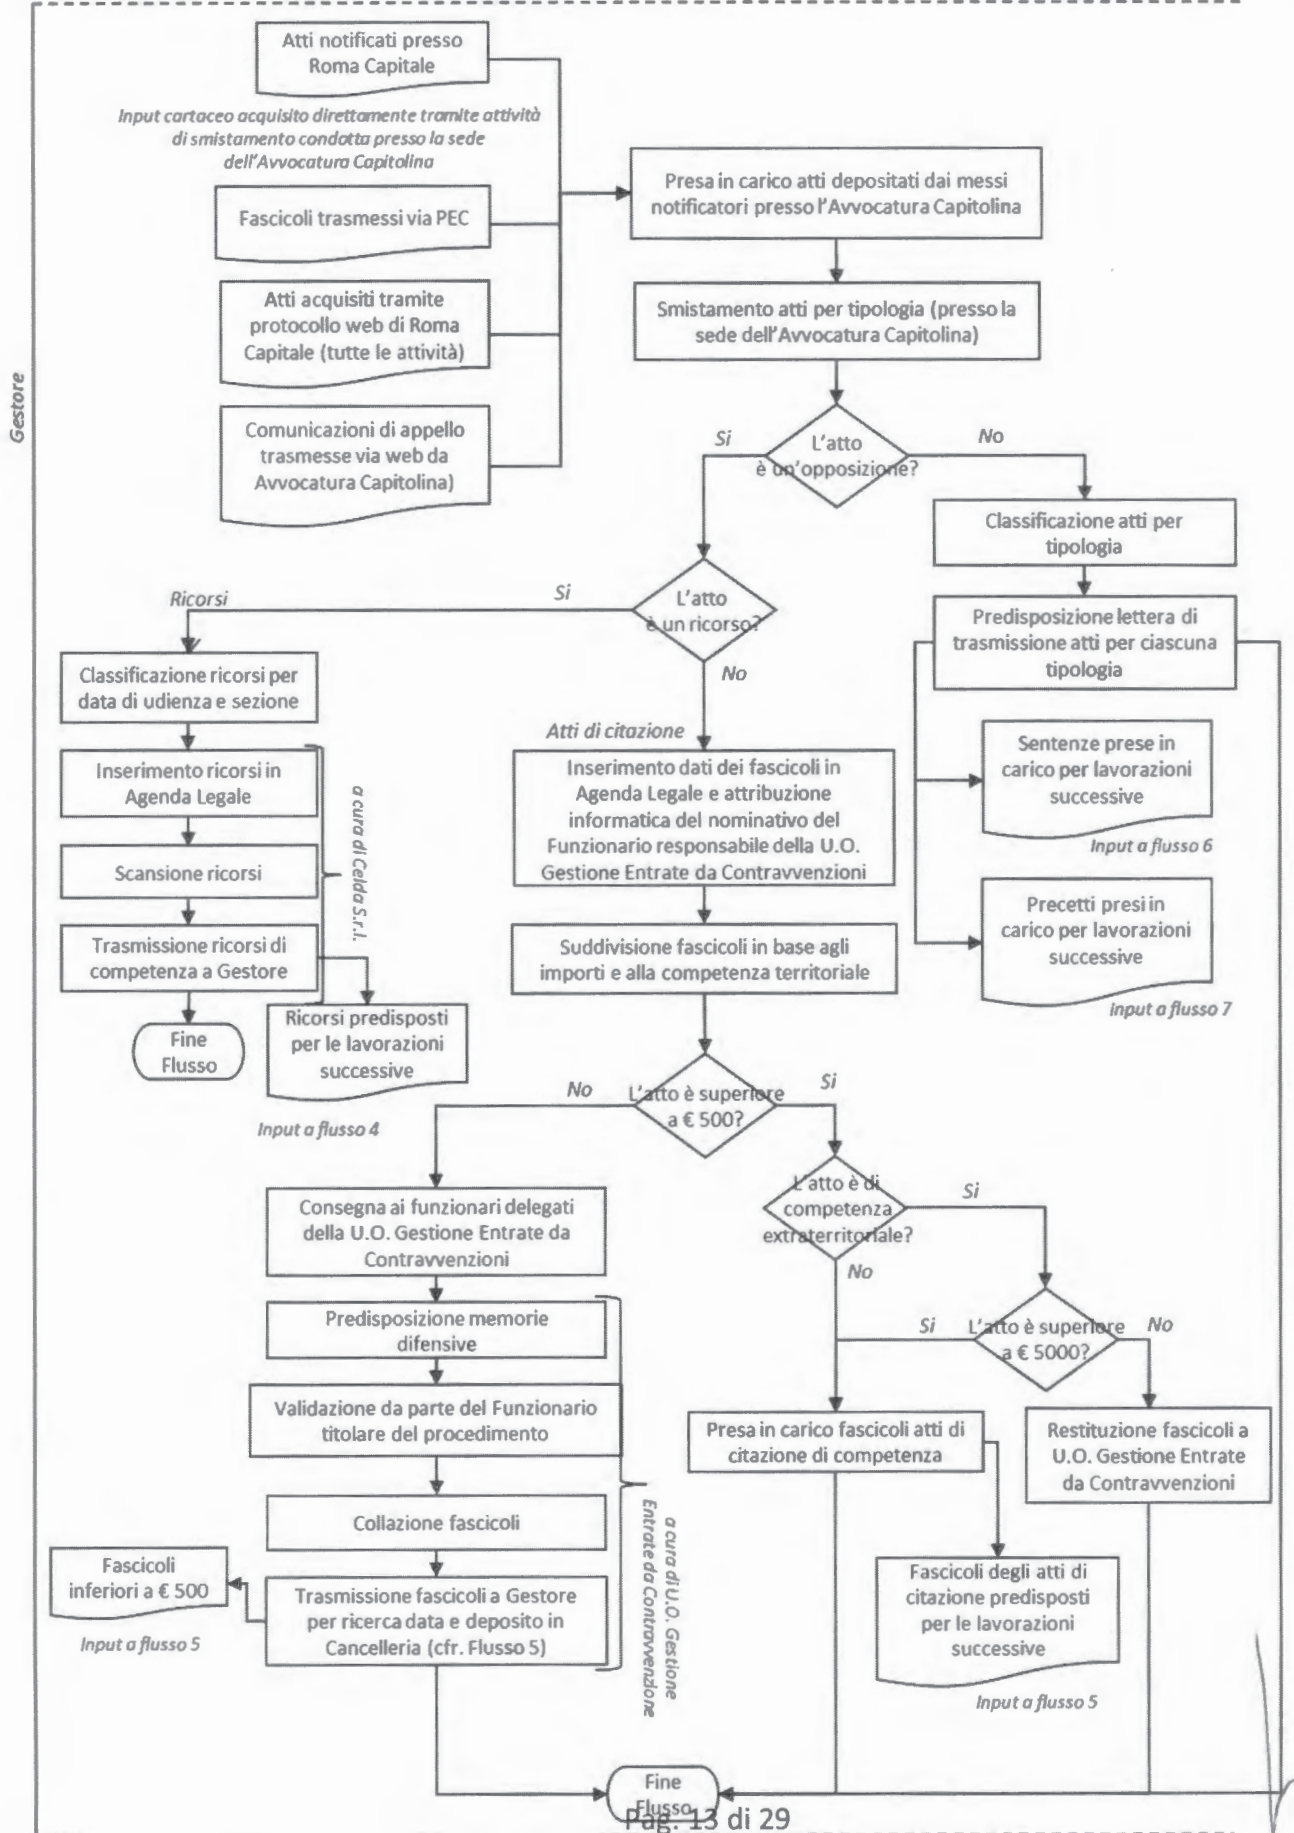 Atti notificati presso
Roma Capitale
Input cartaceo acquisito direttamente tramite attività
di smistamento condotta presso la sede
dell'Avvocatura Capitolina
Fascicoli trasmessi via PEC
Atti acquisiti tramite
protocollo web di Roma
Capitale (tutte le attività)
Comunicazioni di appello
trasmesse via web da
Avvocatura Capitolina)
Presa in carico atti depositati dai messi
notificatori presso l'Avvocatura Capitolina
Smistamento atti per tipologia (presso la
sede dell'Avvocatura Capitolina)
Gestore
L'atto
è un'opposizione?
Si
No
Classificazione atti per
tipologia
Predisposizione lettera di
trasmissione atti per ciascuna
tipologia
Sentenze prese in
carico per lavorazioni
successive
Input a flusso 6
Precetti presi in
carico per lavorazioni
successive
input a flusso 7
L'atto
è un ricorso?
Si
No
Ricorsi
Classificazione ricorsi per
data di udienza e sezione
Inserimento ricorsi in
Agenda Legale
Scansione ricorsi
Trasmissione ricorsi di
competenza a Gestore
a cura di Celda S.r.l.
Fine
Flusso
Ricorsi predisposti
per le lavorazioni
successive
Input a flusso 4
Atti di citazione
Inserimento dati dei fascicoli in
Agenda Legale e attribuzione
informatica del nominativo del
Funzionario responsabile della U.O.
Gestione Entrate da Contravvenzioni
Suddivisione fascicoli in base agli
importi e alla competenza territoriale
L'atto è superiore
a € 500?
No
Si
L'atto è di
competenza
extraterritoriale?
Si
No
L'atto è superiore
a € 5000?
Si
No
Consegna ai funzionari delegati
della U.O. Gestione Entrate da
Contravvenzioni
Predisposizione memorie
difensive
Validazione da parte del Funzionario
titolare del procedimento
Collazione fascicoli
Trasmissione fascicoli a Gestore
per ricerca data e deposito in
Cancelleria (cfr. Flusso 5)
a cura di U.O. Gestione
Entrate da Contravvenzione
Fascicoli
inferiori a € 500
Input a flusso 5
Presa in carico fascicoli atti di
citazione di competenza
Restituzione fascicoli a
U.O. Gestione Entrate
da Contravvenzioni
Fascicoli degli atti di
citazione predisposti
per le lavorazioni
successive
Input a flusso 5
Fine
Flusso
Pag. 13 di 29